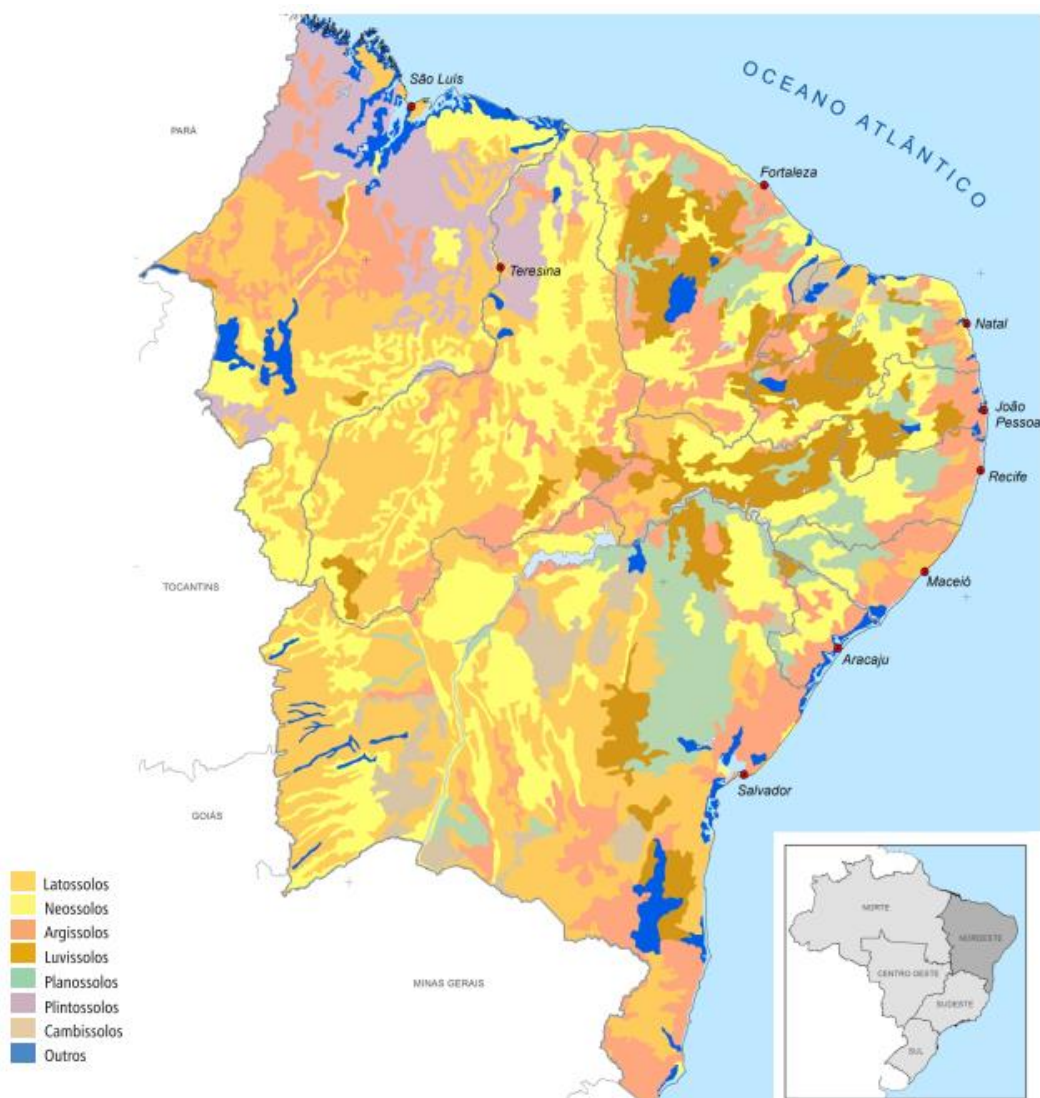 OCEANO ATLÂNTICO
São Luís
PARÁ
Fortaleza
Teresina
Natal
João
Pessoa
Recife
TOCANTINS
Maceió
Aracaju
Salvador
GOIÁS
MINAS GERAIS
Latossolos
Neossolos
Argissolos
Luvissolos
Planossolos
Plintossolos
Cambissolos
Outros
NORTE
NORDESTE
CENTRO OESTE
SUDESTE
SUL